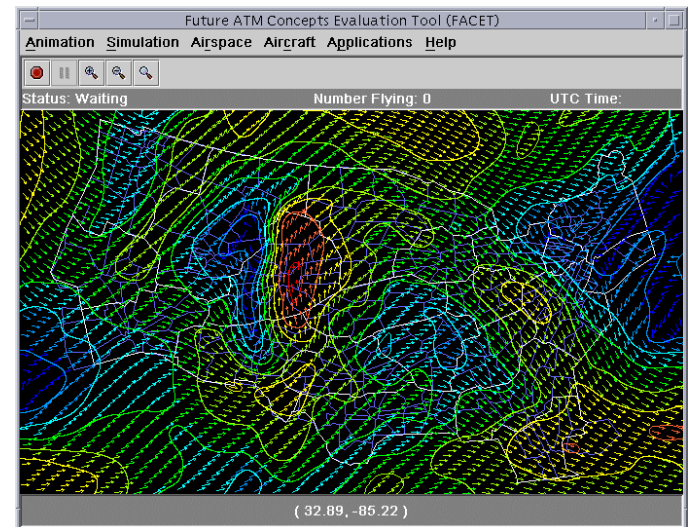 Future ATM Concepts Evaluation Tool (FACET)
Animation Simulation Airspace Aircraft Applications Help
Status: Waiting Number Flying: 0 UTC Time:
( 32.89, -85.22 )